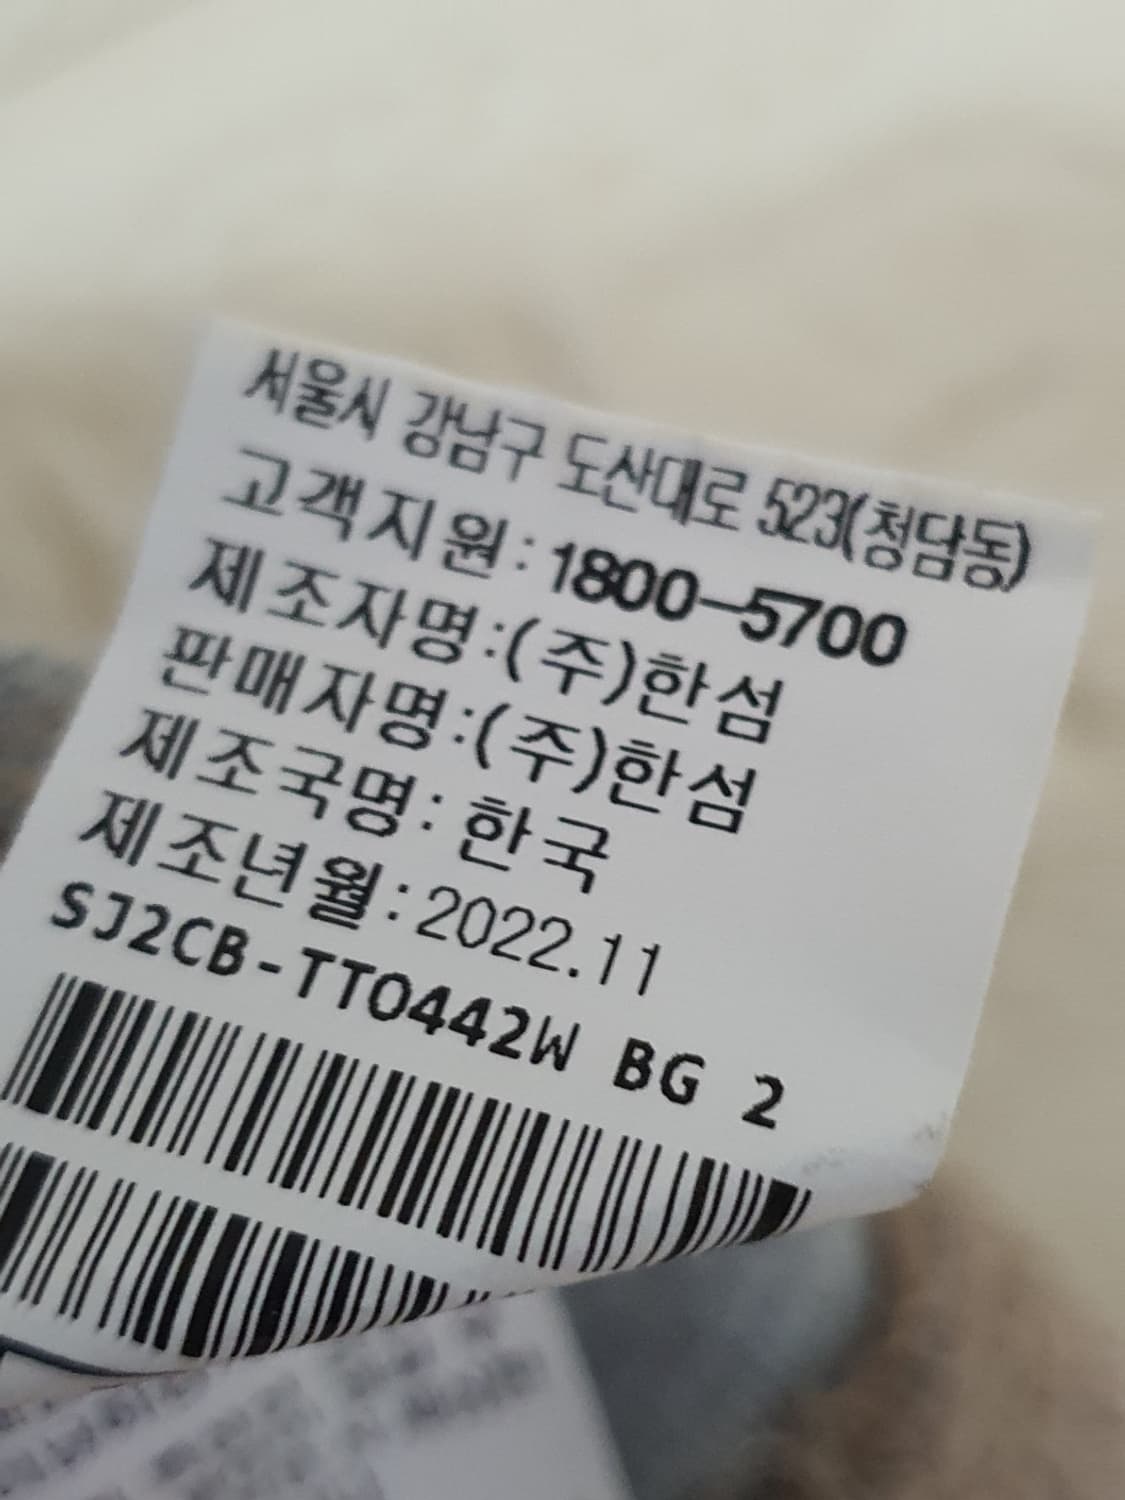 서울시 강남구 도산대로 523(청담동)
고객지원:1800-5700
제조자명:(주)한섬
판매자명:(주)한섬
제조국명: 한국
제조년월:2022.11
SJ2CB-TTO442W BG 2